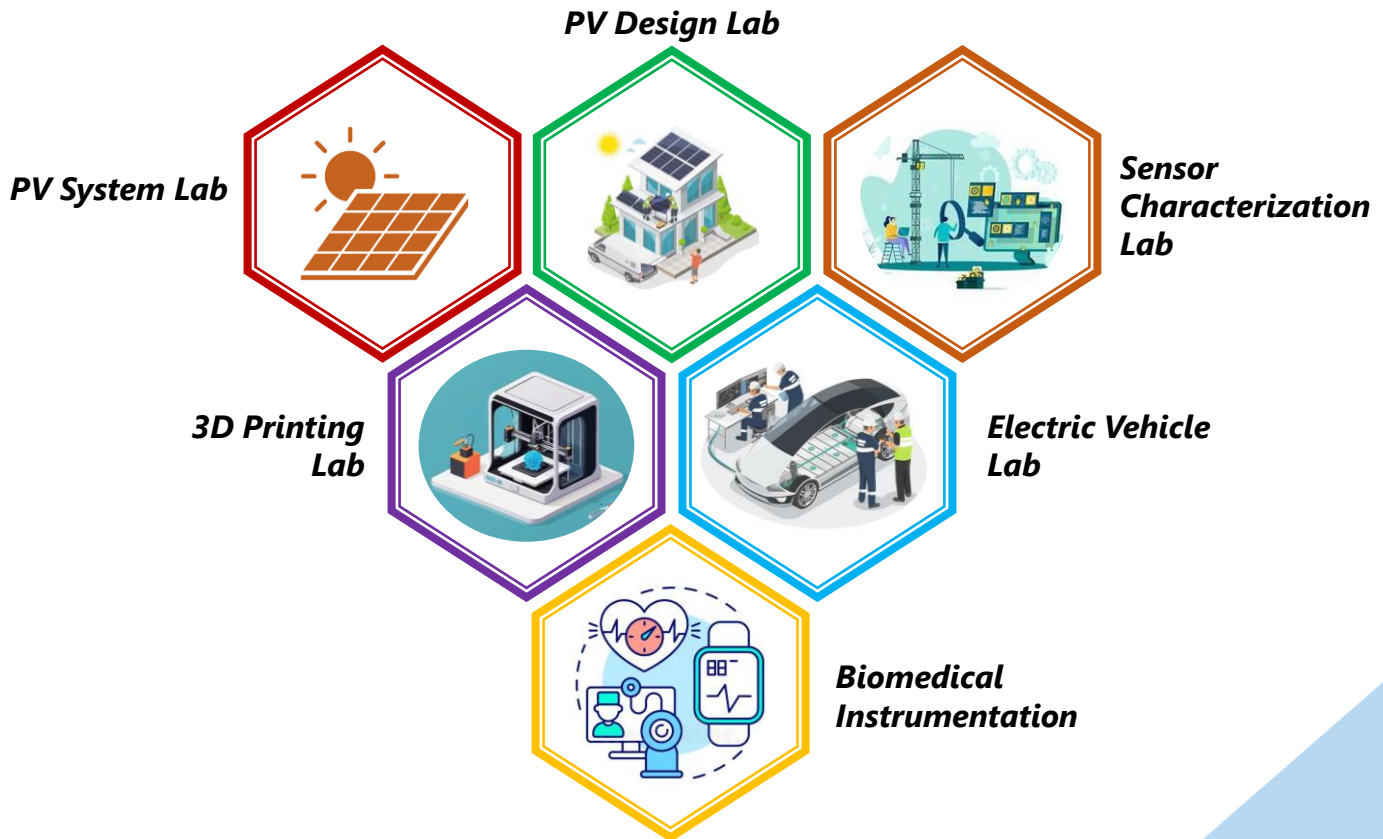 PV Design Lab
PV System Lab
Sensor
Characterization
Lab
3D Printing
Lab
Electric Vehicle
Lab
Biomedical
Instrumentation